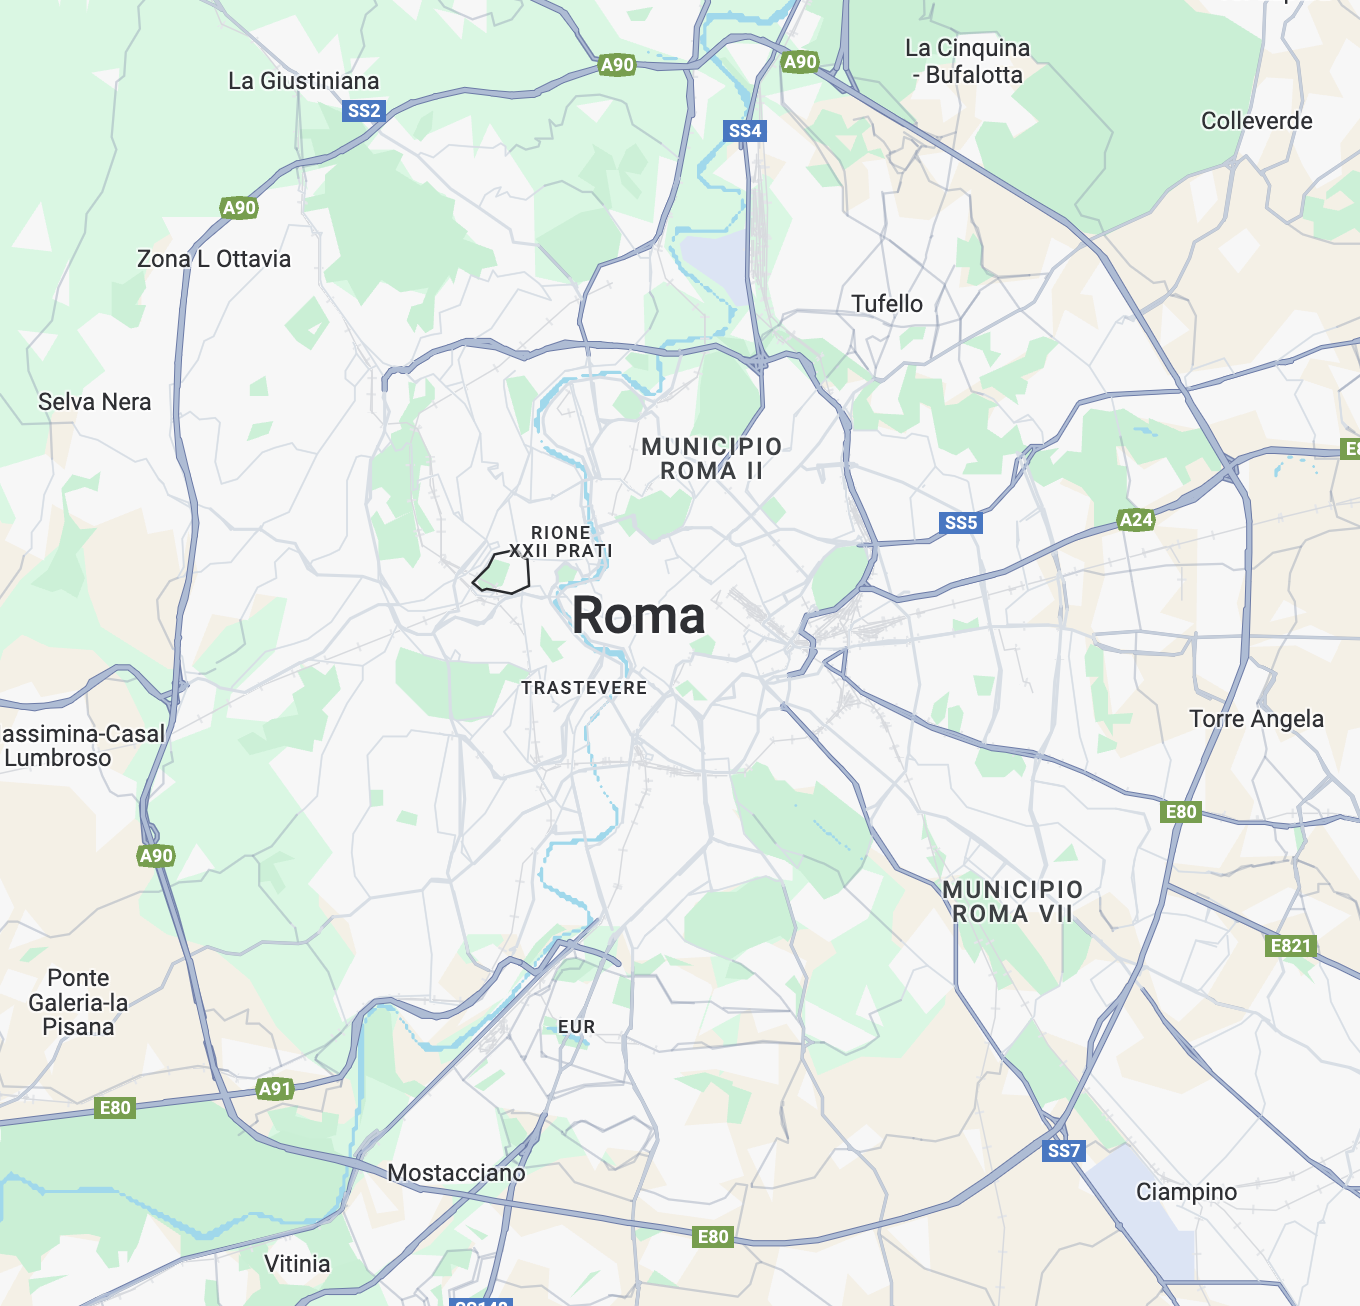 La Cinquina
- Bufalotta
A90
A90
La Giustiniana
SS2
Colleverde
SS4
A90
Zona L Ottavia
Tufello
Selva Nera
MUNICIPIO
ROMA II
SS5
A24
RIONE
XXII PRATI
Roma
TRASTEVERE
assimina-Casal
Lumbroso
Torre Angela
E80
A90
MUNICIPIO
ROMA VII
E821
Ponte
Galeria-la
Pisana
EUR
A91
E80
SS7
Mostacciano
Ciampino
E80
Vitinia